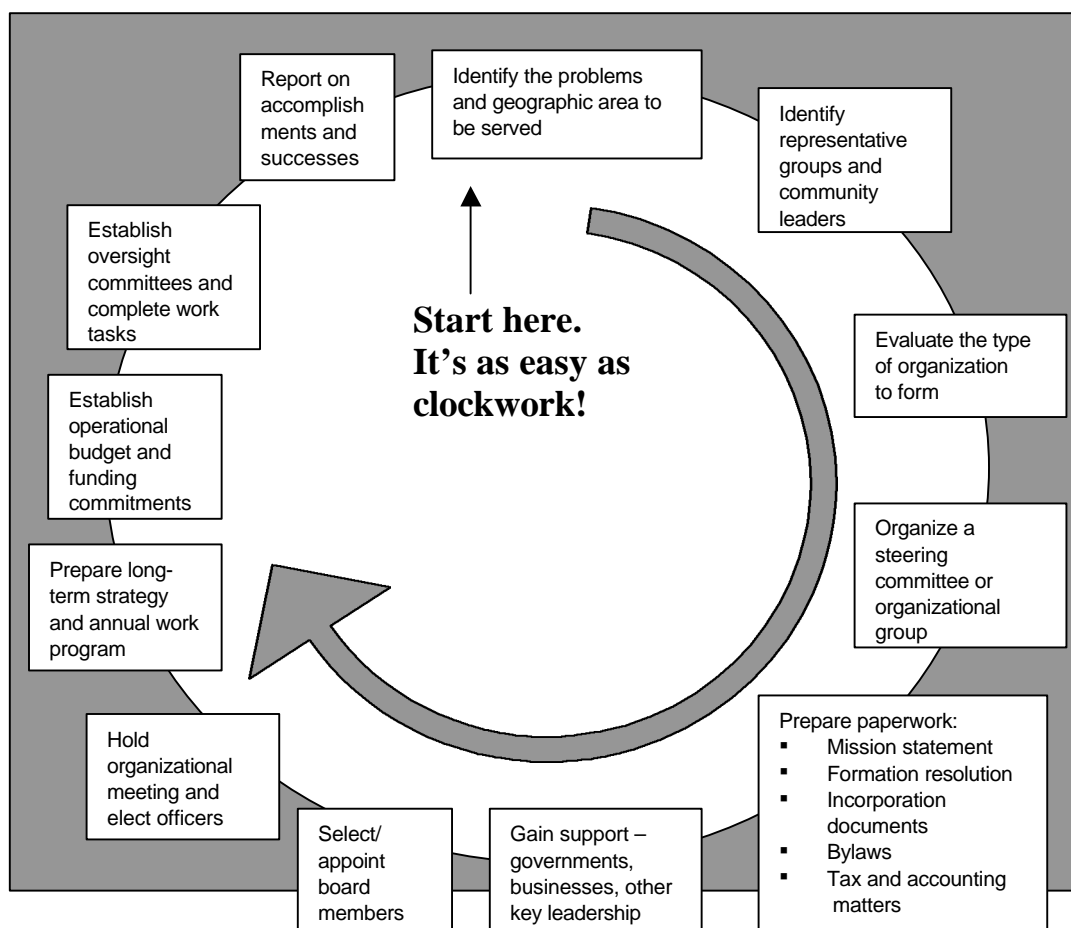 Identify the problems
and geographic area to
be served
Identify
representative
groups and
community
leaders
Evaluate the type
of organization
to form
Organize a
steering
committee or
organizational
group
Prepare paperwork:
▪ Mission statement
▪ Formation resolution
▪ Incorporation
documents
▪ Bylaws
▪ Tax and accounting
matters
Gain support –
governments,
businesses, other
key leadership
Select/
appoint
board
members
Hold
organizational
meeting and
elect officers
Prepare long-
term strategy
and annual work
program
Establish
operational
budget and
funding
commitments
Establish
oversight
committees and
complete work
tasks
Report on
accomplish
ments and
successes
Start here.
It’s as easy as
clockwork!